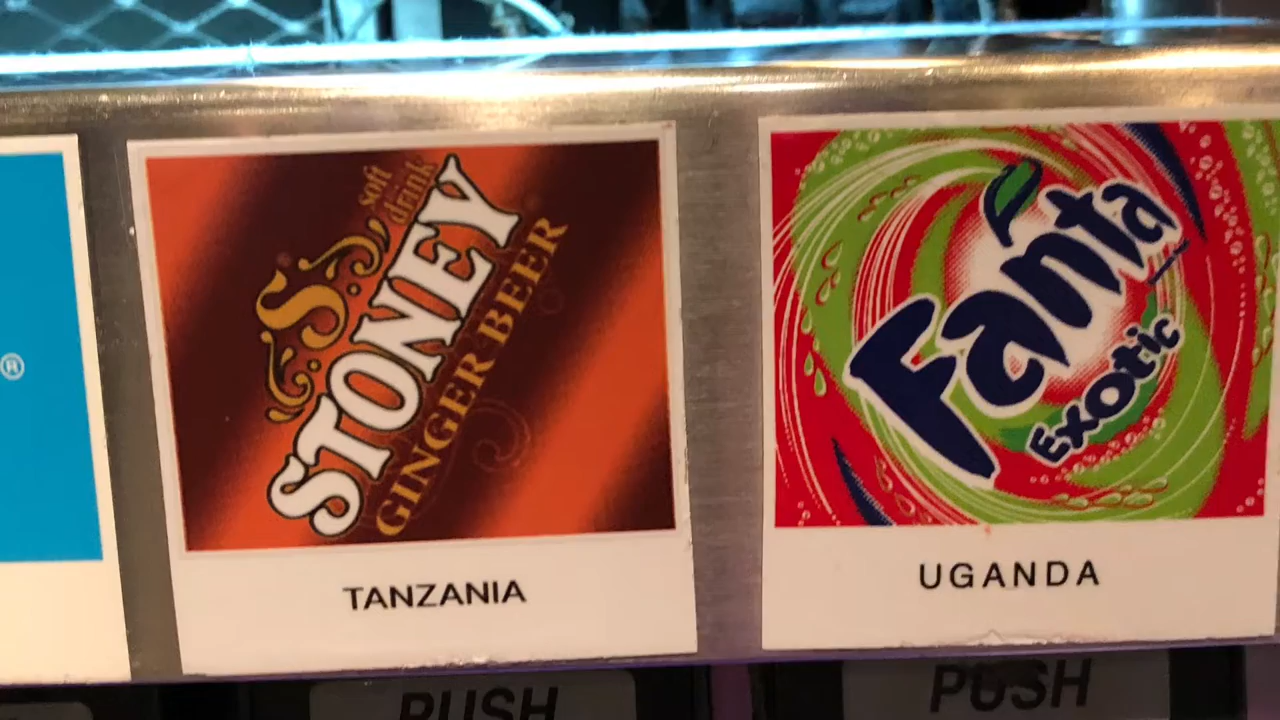 ®
soft
drink
S
STONEY
GINGER BEER
TANZANIA
PUSH
Fanta
Exotic
UGANDA
PUSH